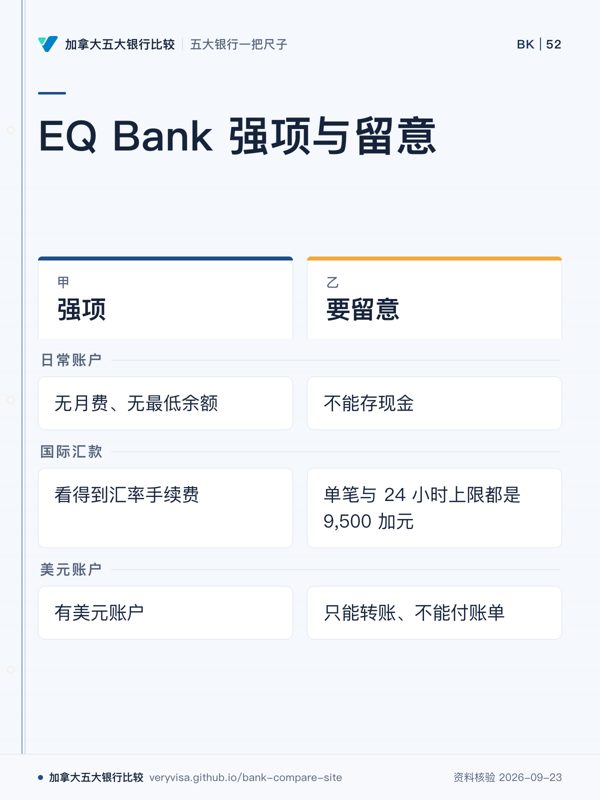 加拿大五大银行比较 五大银行一把尺子 BK | 52
EQ Bank 强项与留意
甲
强项
乙
要留意
日常账户
无月费、无最低余额
不能存现金
国际汇款
看得到汇率手续费
单笔与 24 小时上限都是
9,500 加元
美元账户
有美元账户
只能转账、不能付账单
加拿大五大银行比较 veryvisa.github.io/bank-compare-site 资料核验 2026-09-23